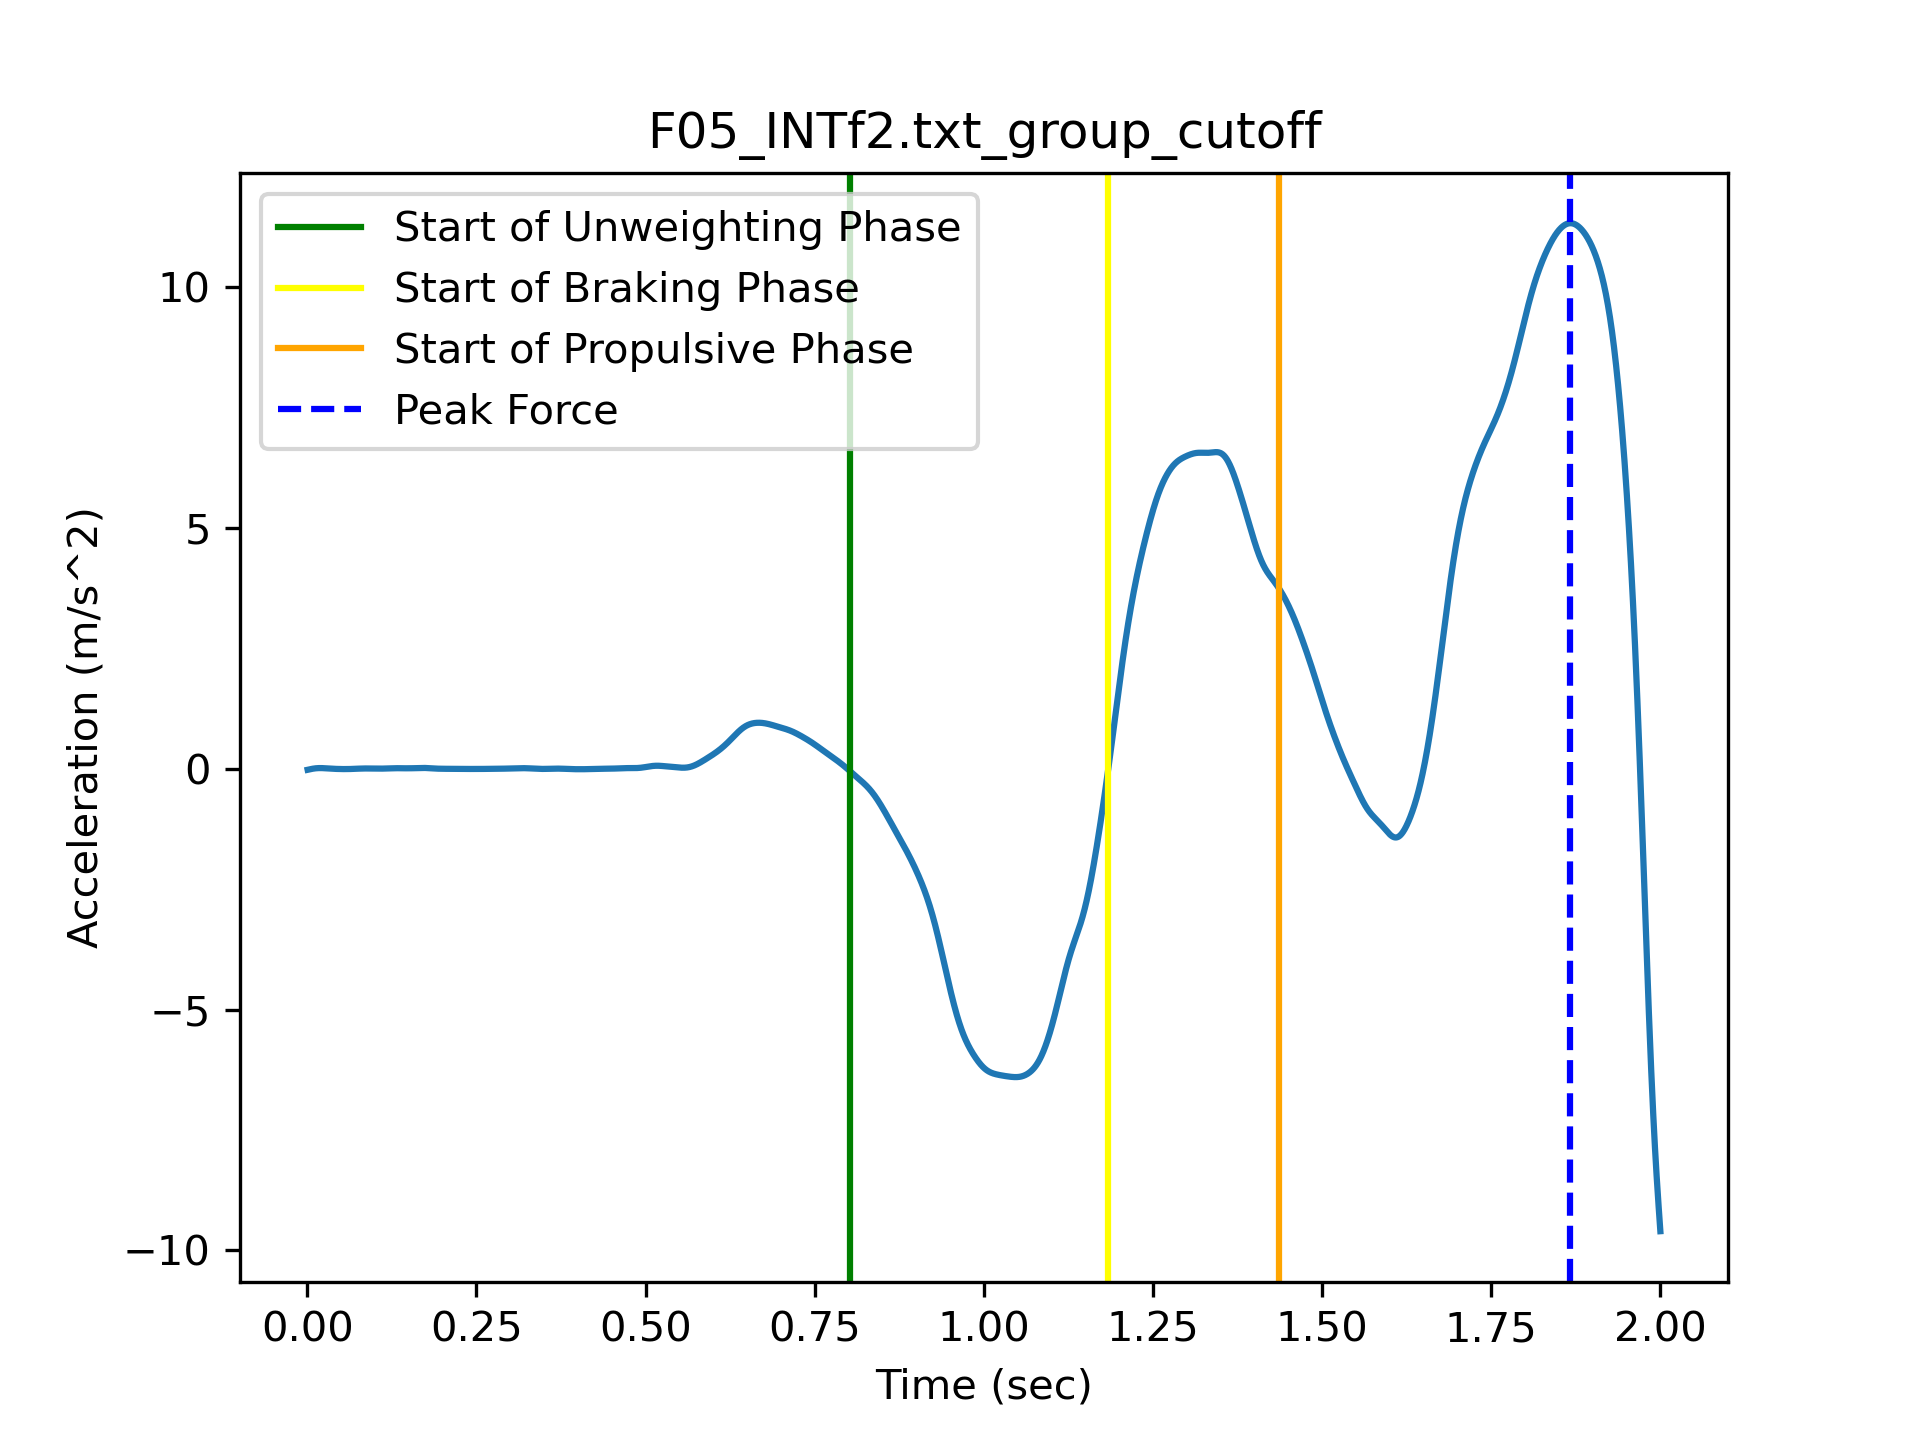 F05_INTf2.txt_group_cutoff
Start of Unweighting Phase
Start of Braking Phase
Start of Propulsive Phase
Peak Force
Acceleration (m/s^2)
10
5
0
−5
−10
0.00 0.25 0.50 0.75 1.00 1.25 1.50 1.75 2.00
Time (sec)